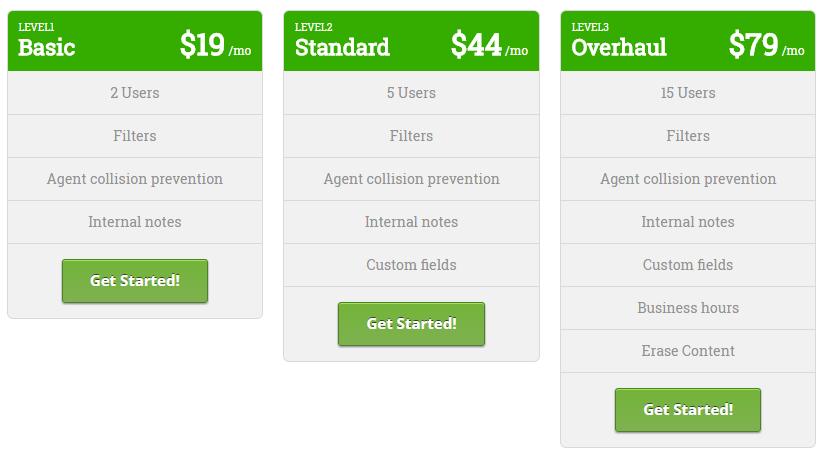 LEVEL1
Basic $19 /mo
2 Users
Filters
Agent collision prevention
Internal notes
Get Started!
LEVEL2
Standard $44 /mo
5 Users
Filters
Agent collision prevention
Internal notes
Custom fields
Get Started!
LEVEL3
Overhaul $79 /mo
15 Users
Filters
Agent collision prevention
Internal notes
Custom fields
Business hours
Erase Content
Get Started!